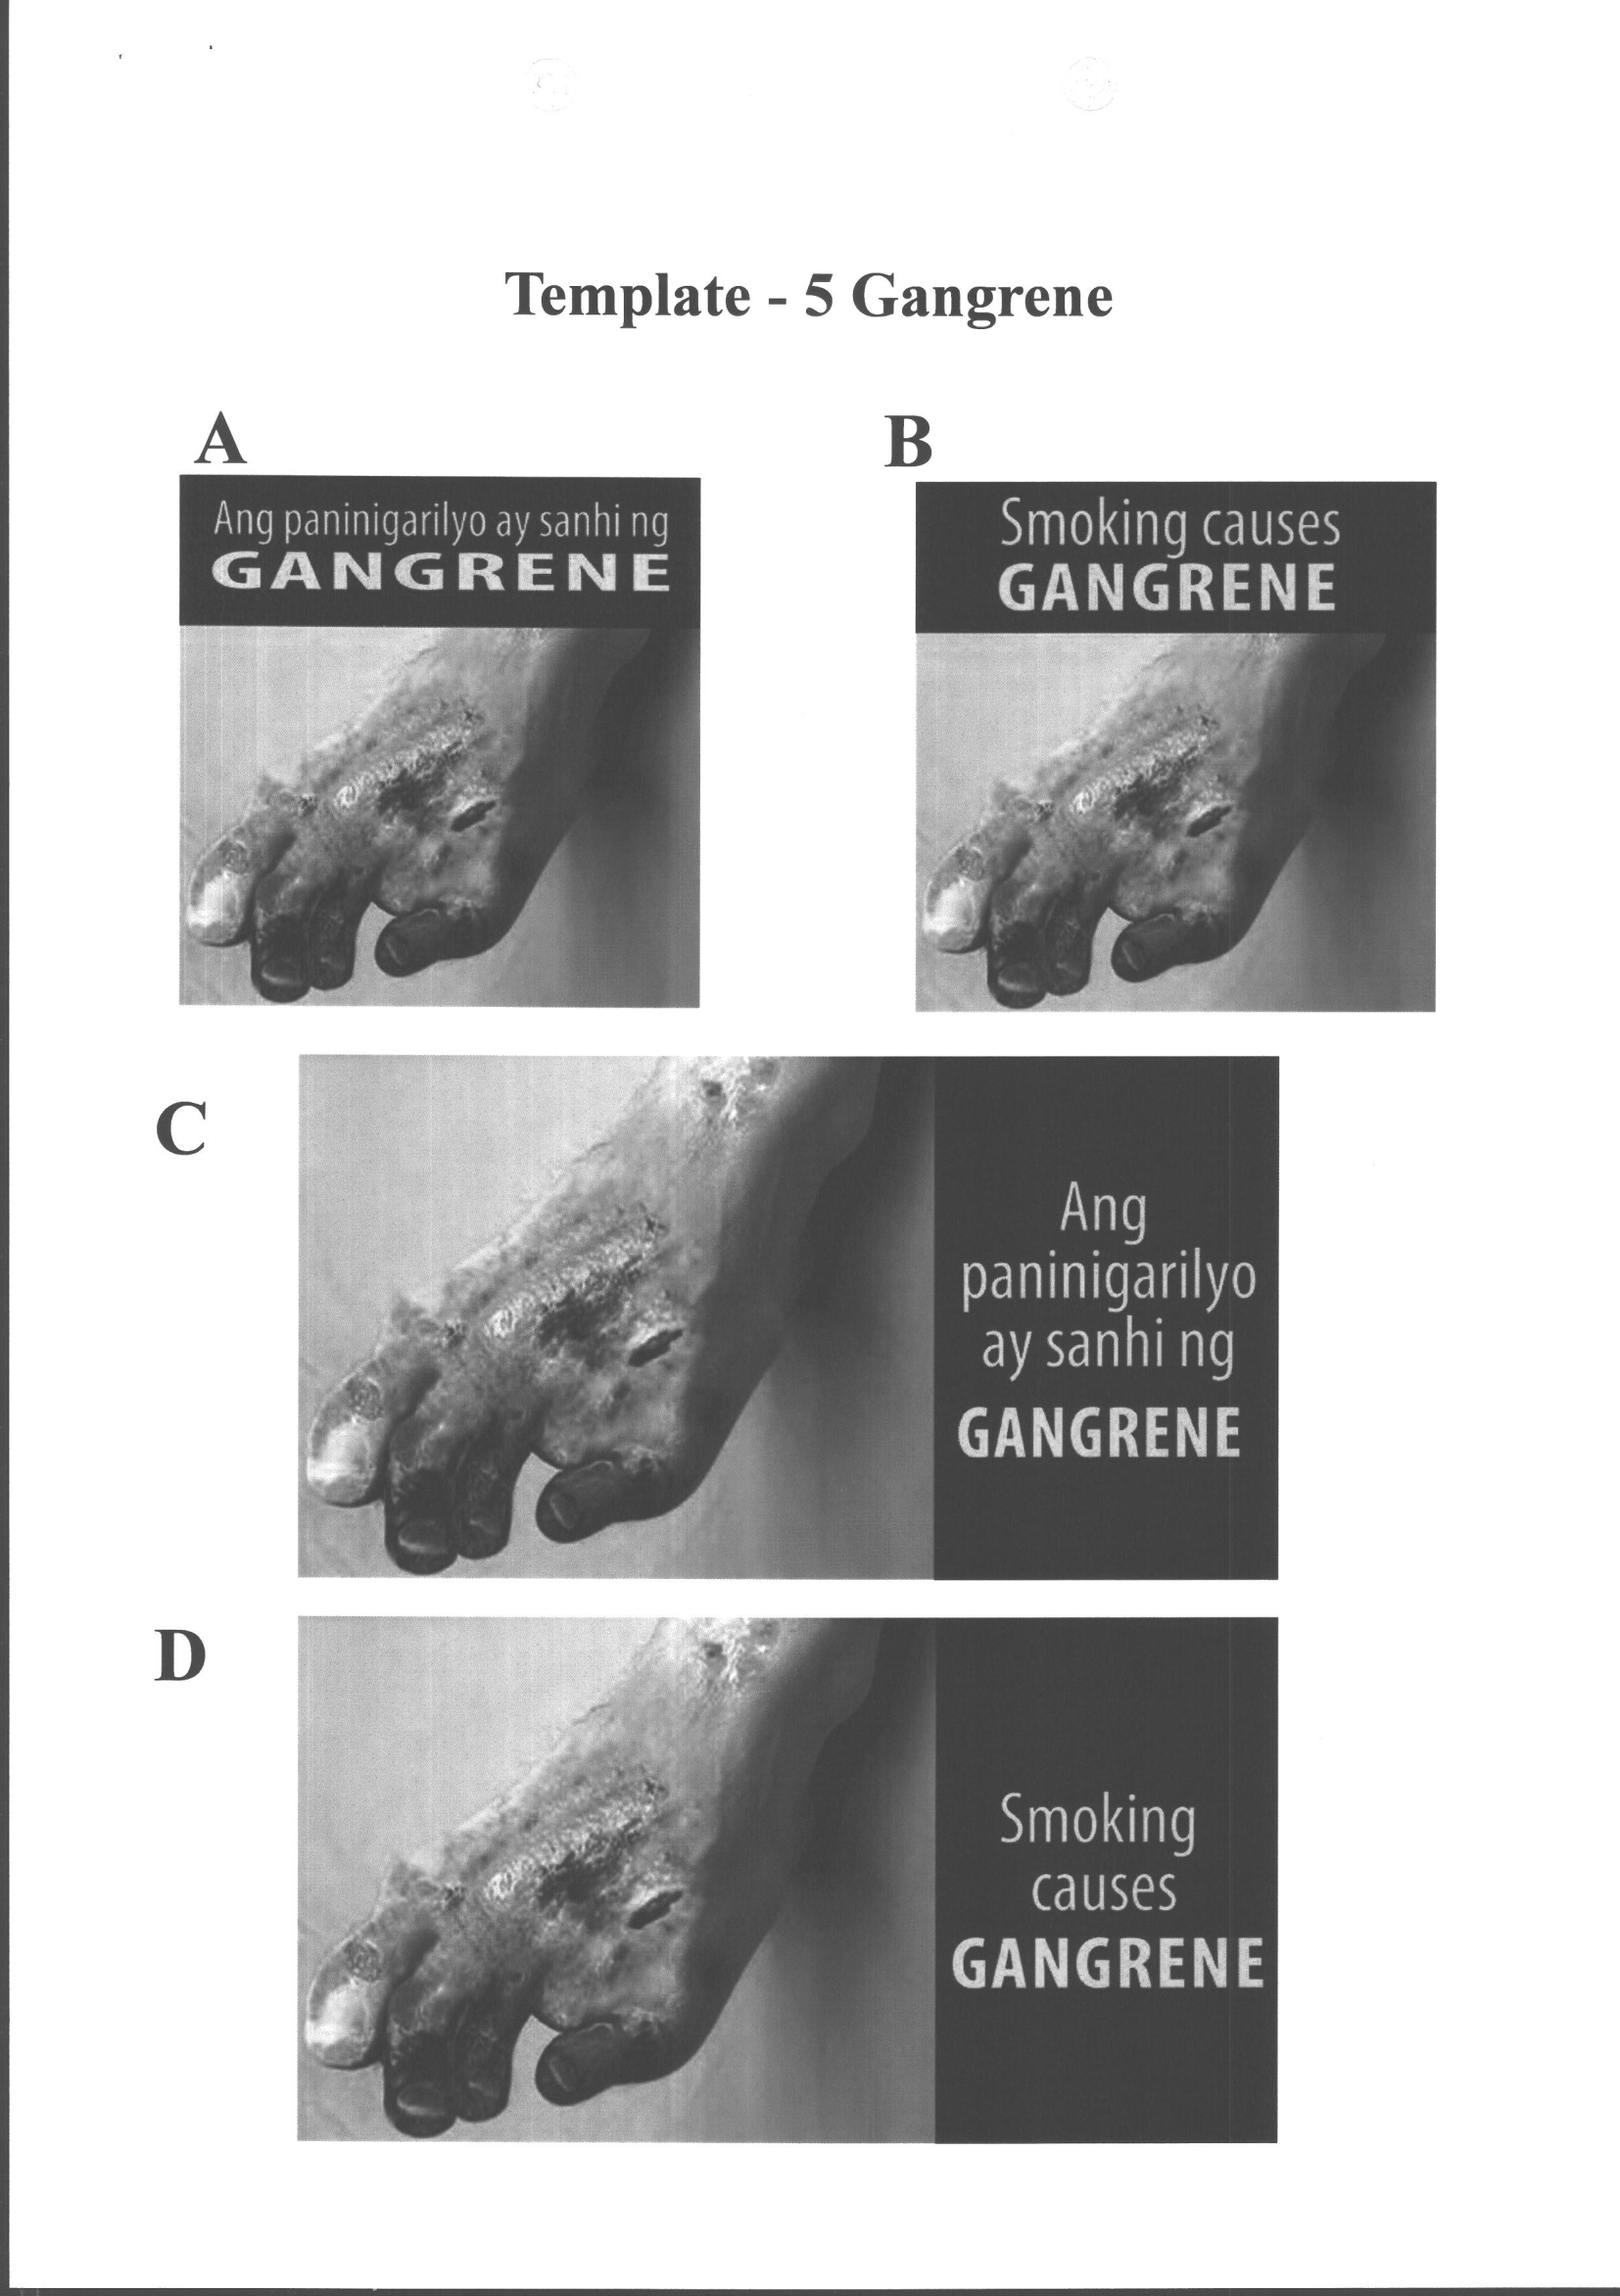 Template - 5 Gangrene
A
B
Ang paninigarilyo ay sanhi ng
GANGRENE
Smoking causes
GANGRENE
C
Ang
paninigarilyo
ay sanhi ng
GANGRENE
D
Smoking
causes
GANGRENE